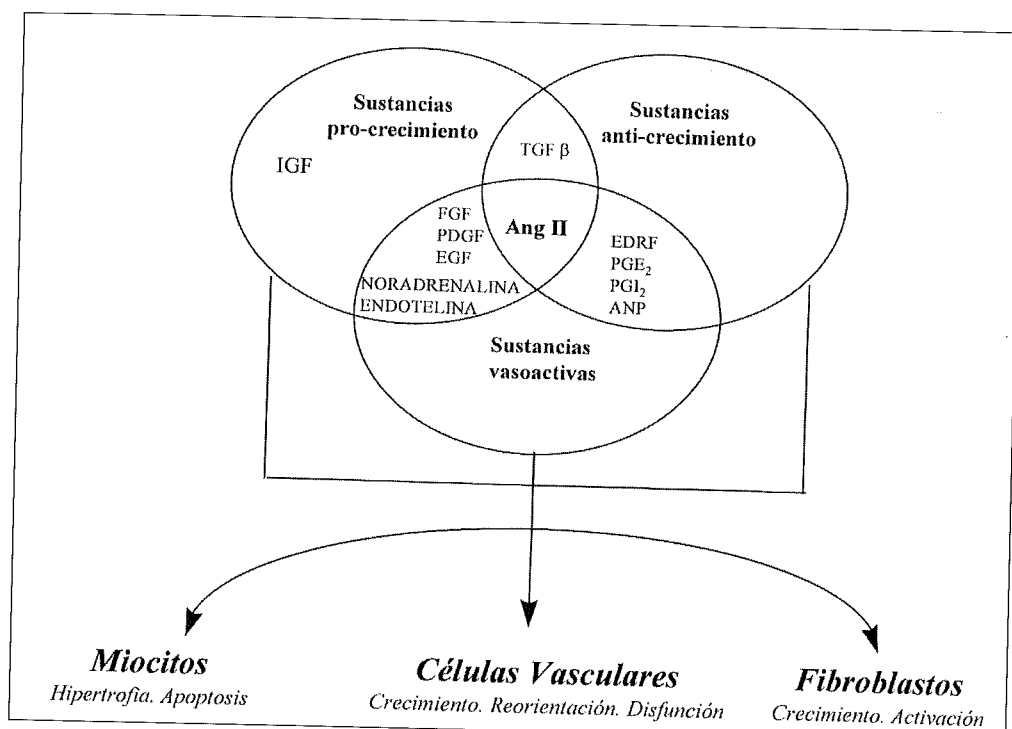 Sustancias
pro-crecimiento
Sustancias
anti-crecimiento
IGF
TGF β
FGF
PDGF
EGF
NORADRENALINA
ENDOTELINA
Ang II
EDRF
PGE₂
PGI₂
ANP
Sustancias
vasoactivas
Miocitos
Hipertrofia. Apoptosis
Células Vasculares
Crecimiento. Reorientación. Disfunción
Fibroblastos
Crecimiento. Activación